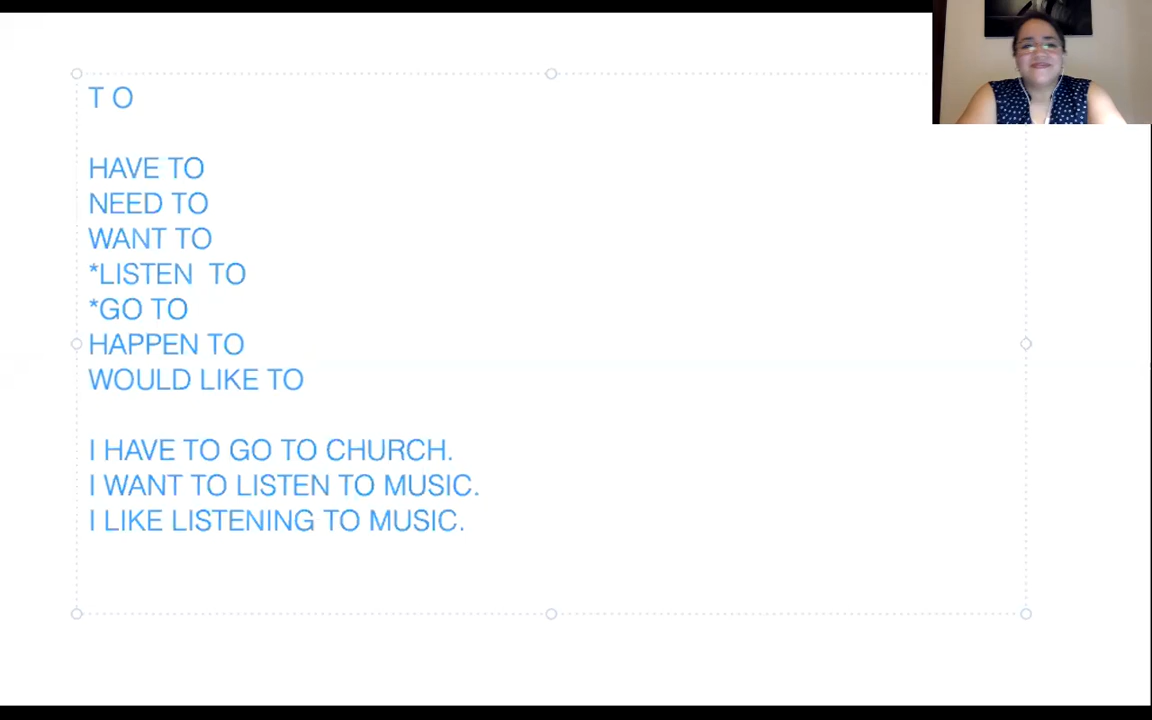 T O
HAVE TO
NEED TO
WANT TO
*LISTEN  TO
*GO TO
HAPPEN TO
WOULD LIKE TO
I HAVE TO GO TO CHURCH.
I WANT TO LISTEN TO MUSIC.
I LIKE LISTENING TO MUSIC.